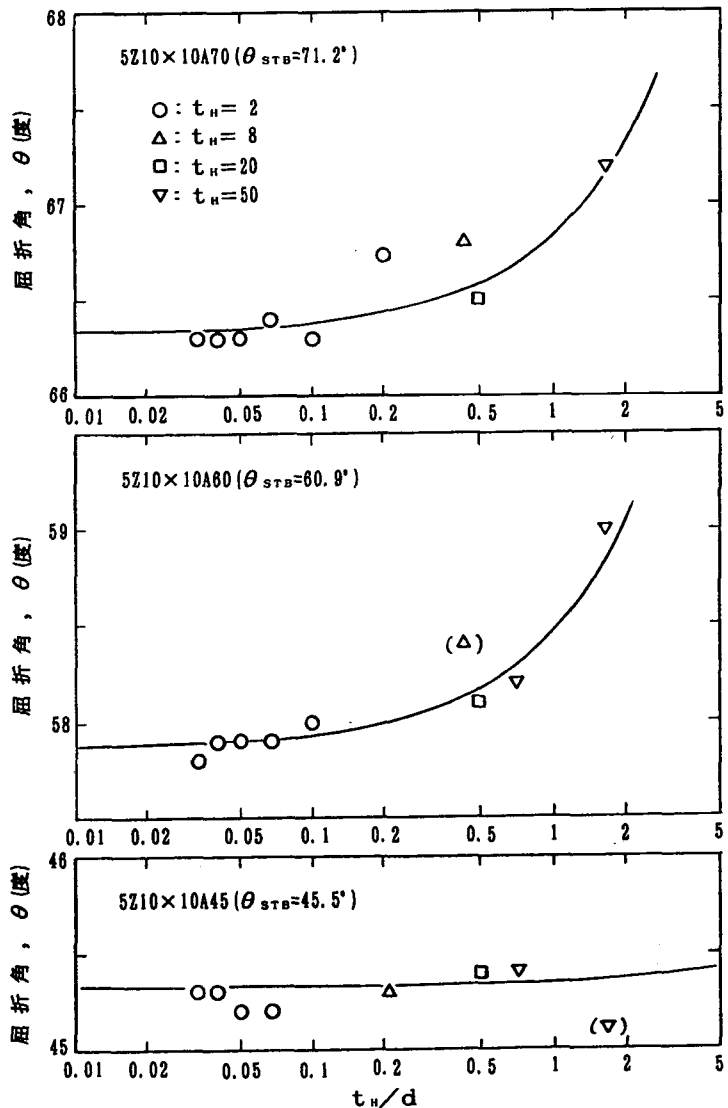 68
5Z10×10A70(θSTB=71.2°)
○: tH= 2
△: tH= 8
□: tH=20
▽: tH=50
屈折角, θ(度)
67
66
0.01 0.02 0.05 0.1 0.2 0.5 1 2 5
5Z10×10A60(θSTB=60.9°)
屈折角, θ(度)
59
(△)
58
0.01 0.02 0.05 0.1 0.2 0.5 1 2 5
46
5Z10×10A45(θSTB=45.5°)
屈折角, θ(度)
(▽)
45
0.01 0.02 0.05 0.1 0.2 0.5 1 2 5
tH/d